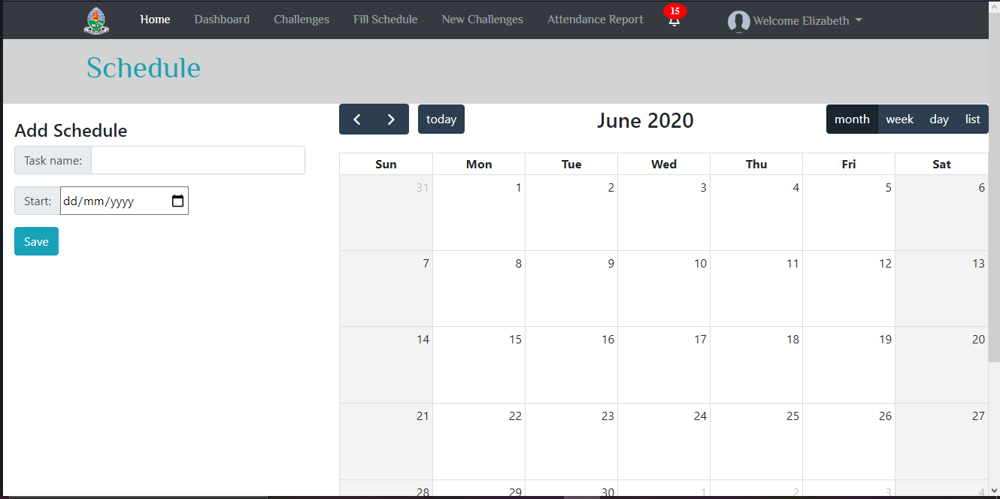 Home Dashboard Challenges Fill Schedule New Challenges Attendance Report 15 Welcome Elizabeth
Schedule
Add Schedule
Task name:
Start: dd/mm/yyyy
Save
today June 2020 month week day list
Sun Mon Tue Wed Thu Fri Sat
31 1 2 3 4 5 6
7 8 9 10 11 12 13
14 15 16 17 18 19 20
21 22 23 24 25 26 27
28 29 30 1 2 3 4